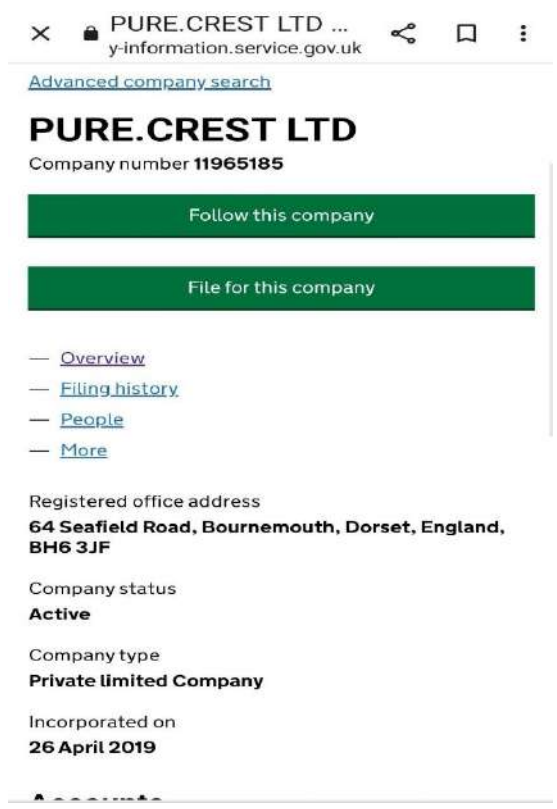 PURE.CREST LTD ...
y-information.service.gov.uk
Advanced company search
PURE.CREST LTD
Company number 11965185
Follow this company
File for this company
— Overview
— Filing history
— People
— More
Registered office address
64 Seafield Road, Bournemouth, Dorset, England,
BH6 3JF
Company status
Active
Company type
Private limited Company
Incorporated on
26 April 2019